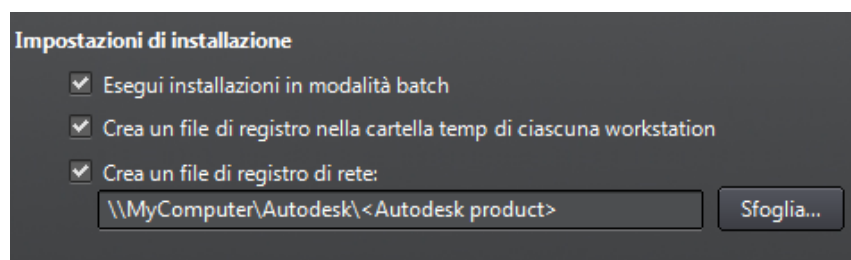 Impostazioni di installazione
Esegui installazioni in modalità batch
Crea un file di registro nella cartella temp di ciascuna workstation
Crea un file di registro di rete:
\\MyComputer\Autodesk\<Autodesk product>
Sfoglia...